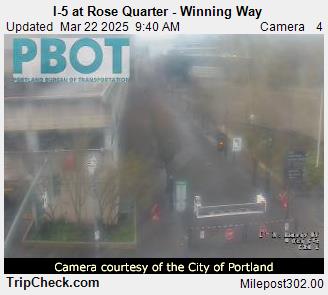 I-5 at Rose Quarter - Winning Way
Updated Mar 22 2025 9:40 AM Camera 4
PBOT
PORTLAND BUREAU OF TRANSPORTATION
Camera courtesy of the City of Portland
TripCheck.com Milepost302.00